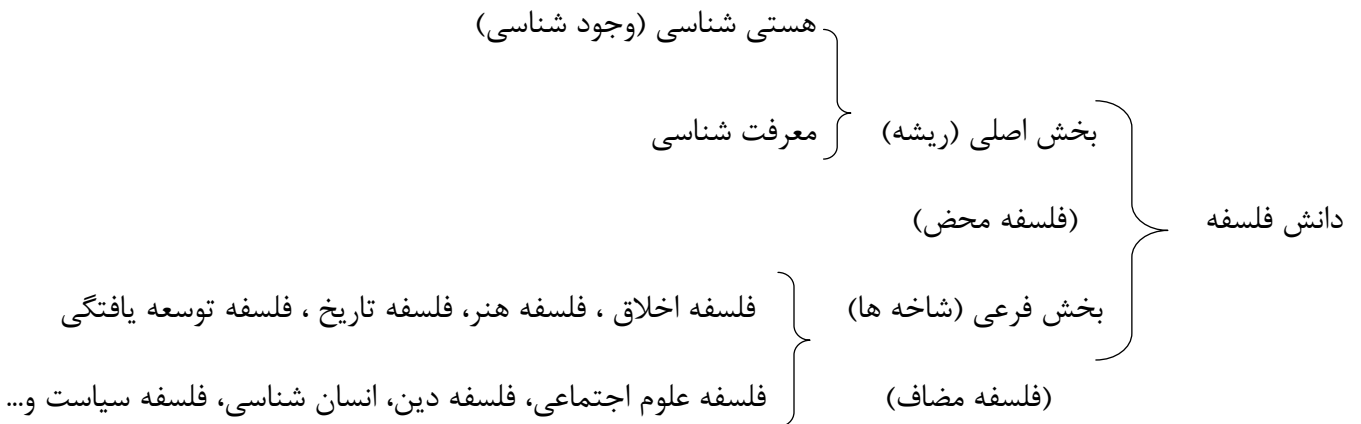 هستی شناسی (وجود شناسی)
بخش اصلی (ریشه) معرفت شناسی
دانش فلسفه (فلسفه محض)
بخش فرعی (شاخه ها) فلسفه اخلاق ، فلسفه هنر، فلسفه تاریخ ، فلسفه توسعه یافتگی
(فلسفه مضاف) فلسفه علوم اجتماعی، فلسفه دین، انسان شناسی، فلسفه سیاست و...